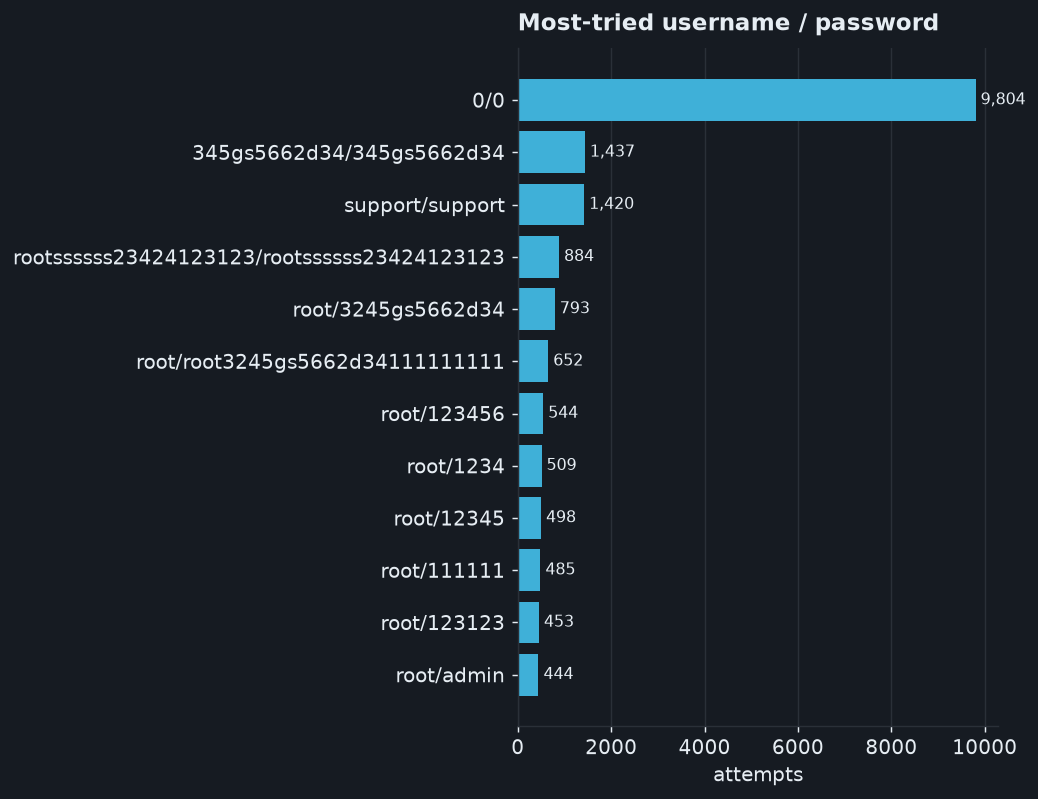 Most-tried username / password
0/0 9,804
345gs5662d34/345gs5662d34 1,437
support/support 1,420
rootssssss23424123123/rootssssss23424123123 884
root/3245gs5662d34 793
root/root3245gs5662d34111111111 652
root/123456 544
root/1234 509
root/12345 498
root/111111 485
root/123123 453
root/admin 444
0 2000 4000 6000 8000 10000
attempts